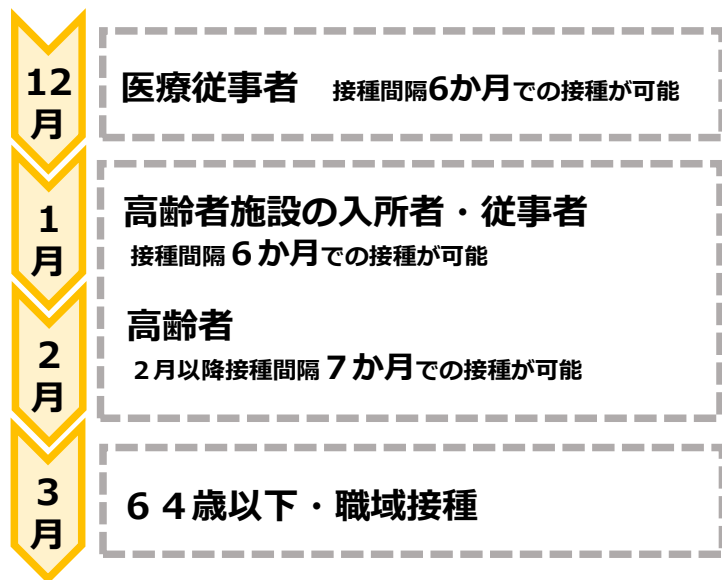 12
月
医療従事者 接種間隔6か月での接種が可能
1
月
高齢者施設の入所者・従事者
接種間隔６か月での接種が可能
2
月
高齢者
２月以降接種間隔７か月での接種が可能
3
月
６４歳以下・職域接種